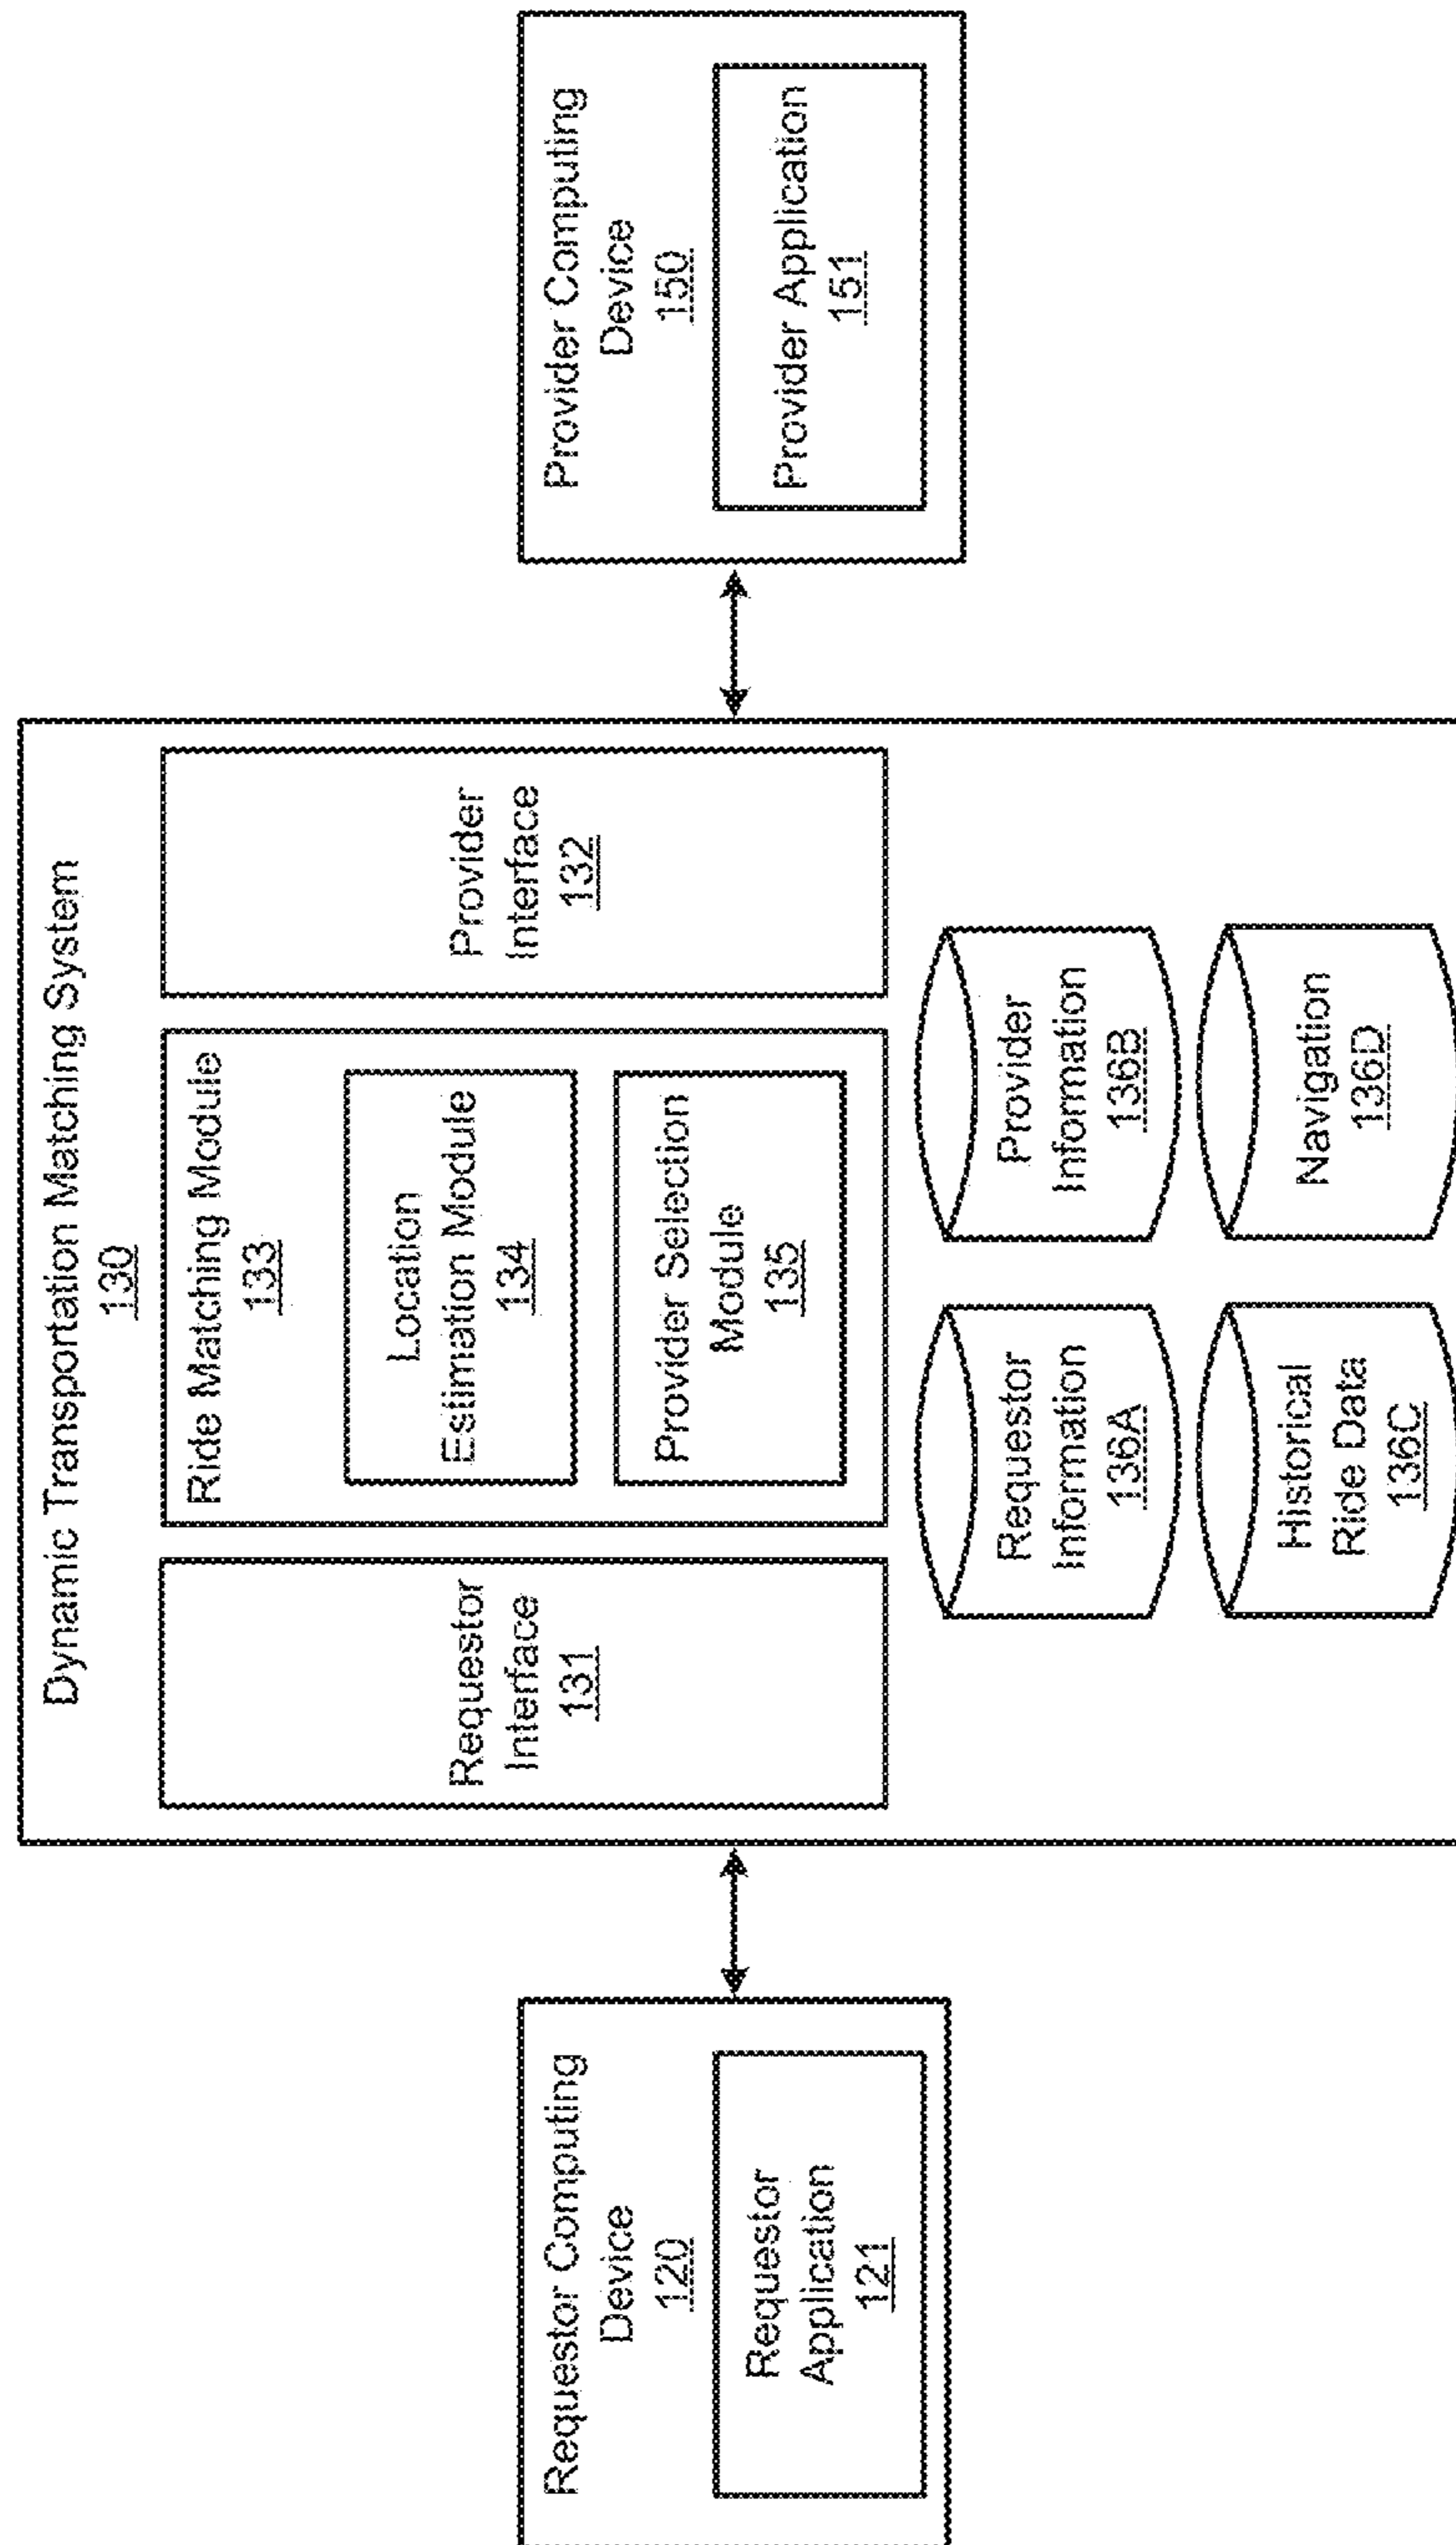 Dynamic Transportation Matching System
130
Requestor Computing
Device
120
Requestor
Application
121
Requestor
Interface
131
Ride Matching Module
133
Location
Estimation Module
134
Provider Selection
Module
135
Provider
Interface
132
Requestor
Information
136A
Provider
Information
136B
Historical
Ride Data
136C
Navigation
136D
Provider Computing
Device
150
Provider Application
151